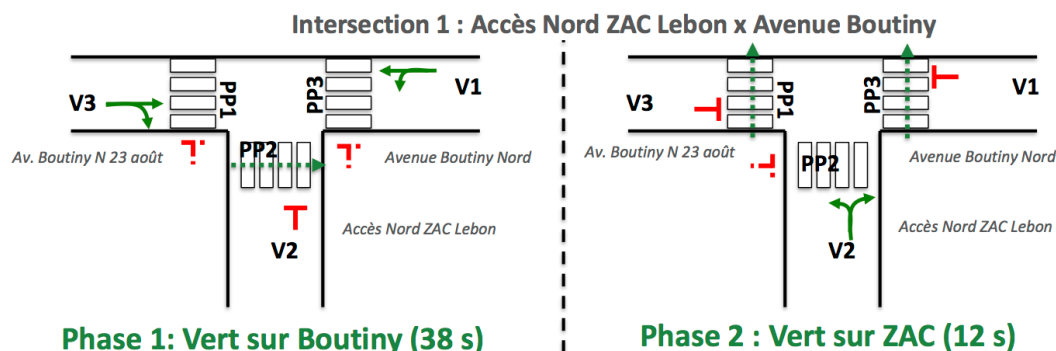 Intersection 1 : Accès Nord ZAC Lebon x Avenue Boutiny
V3
PP1
PP3
V1
Av. Boutiny N 23 août
PP2
Avenue Boutiny Nord
Accès Nord ZAC Lebon
V2
Phase 1: Vert sur Boutiny (38 s)
V3
PP1
PP3
V1
Av. Boutiny N 23 août
PP2
Avenue Boutiny Nord
Accès Nord ZAC Lebon
V2
Phase 2 : Vert sur ZAC (12 s)